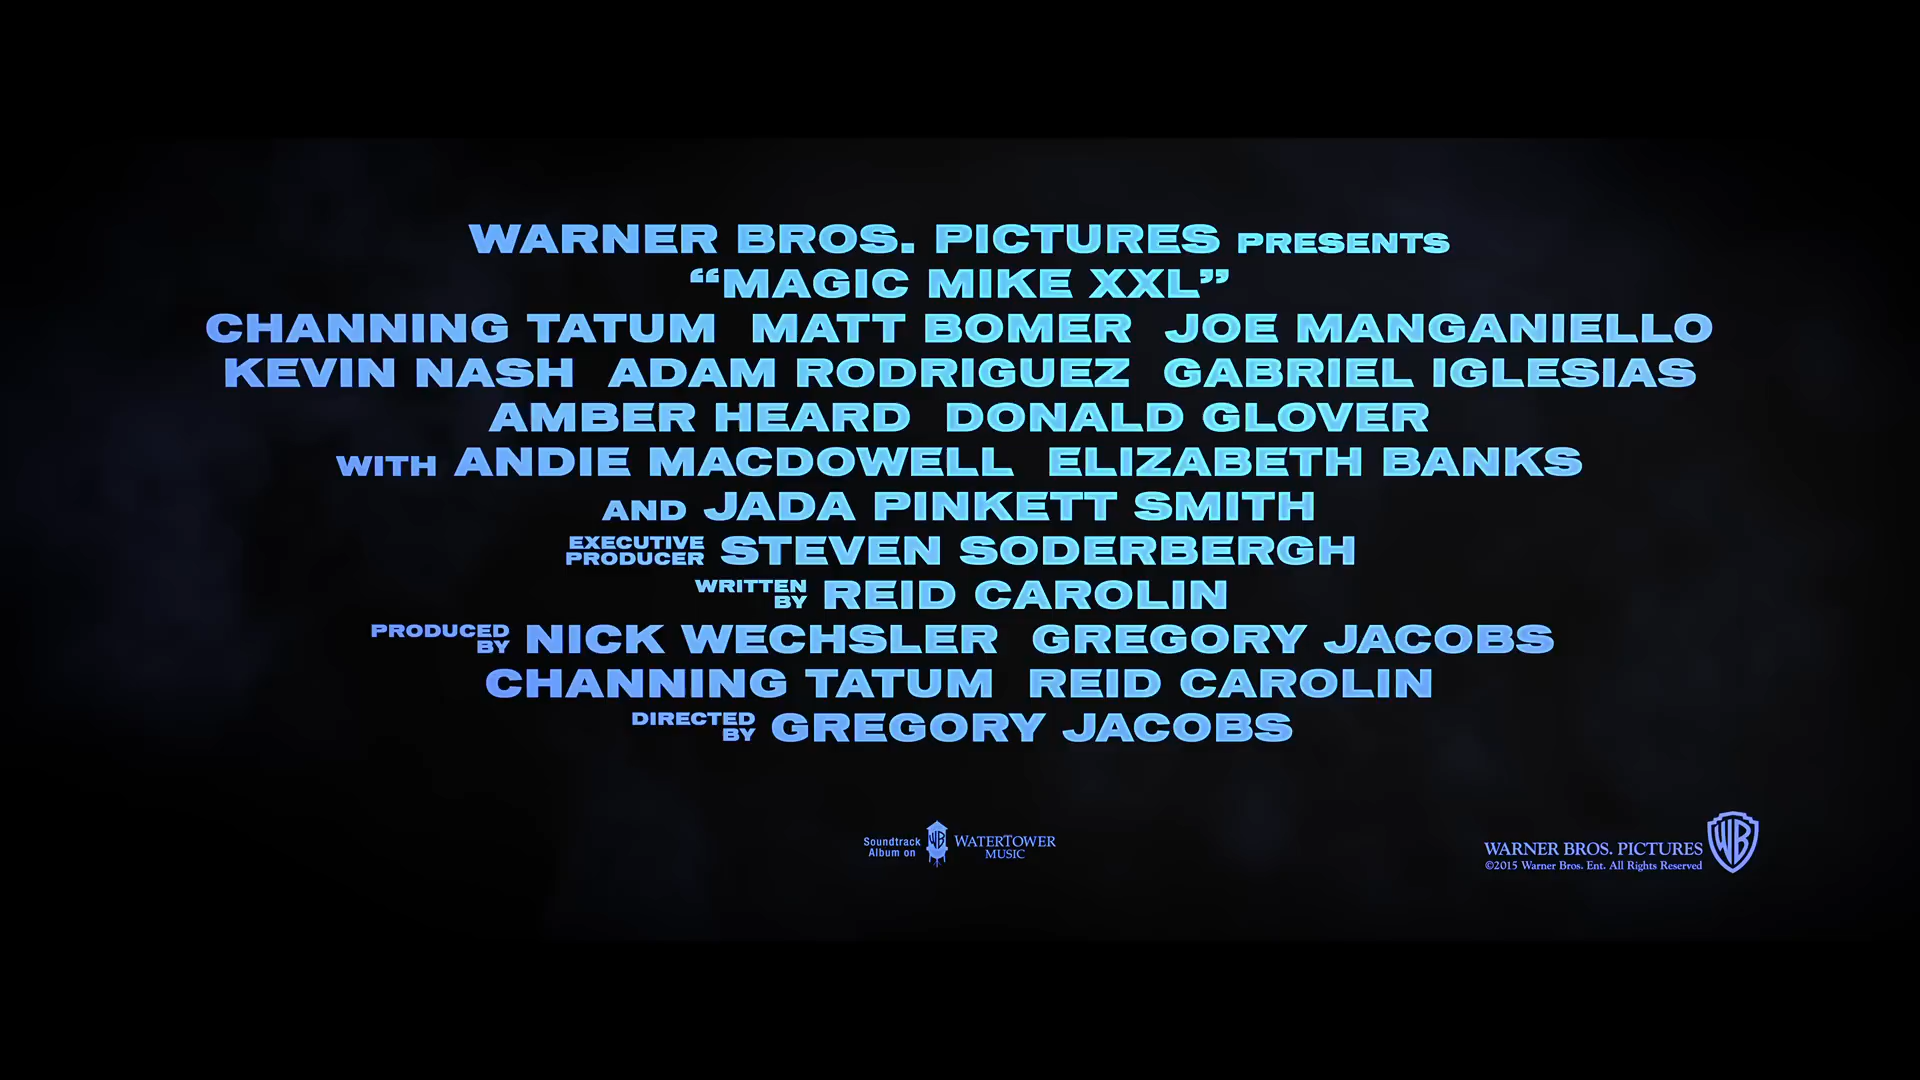 WARNER BROS. PICTURES PRESENTS
“MAGIC MIKE XXL”
CHANNING TATUM MATT BOMER JOE MANGANIELLO
KEVIN NASH ADAM RODRIGUEZ GABRIEL IGLESIAS
AMBER HEARD DONALD GLOVER
WITH ANDIE MACDOWELL ELIZABETH BANKS
AND JADA PINKETT SMITH
EXECUTIVE PRODUCER STEVEN SODERBERGH
WRITTEN BY REID CAROLIN
PRODUCED BY NICK WECHSLER GREGORY JACOBS
CHANNING TATUM REID CAROLIN
DIRECTED BY GREGORY JACOBS
Soundtrack
Album on
WB
WATERTOWER
MUSIC
WARNER BROS. PICTURES
©2015 Warner Bros. Ent. All Rights Reserved
WB